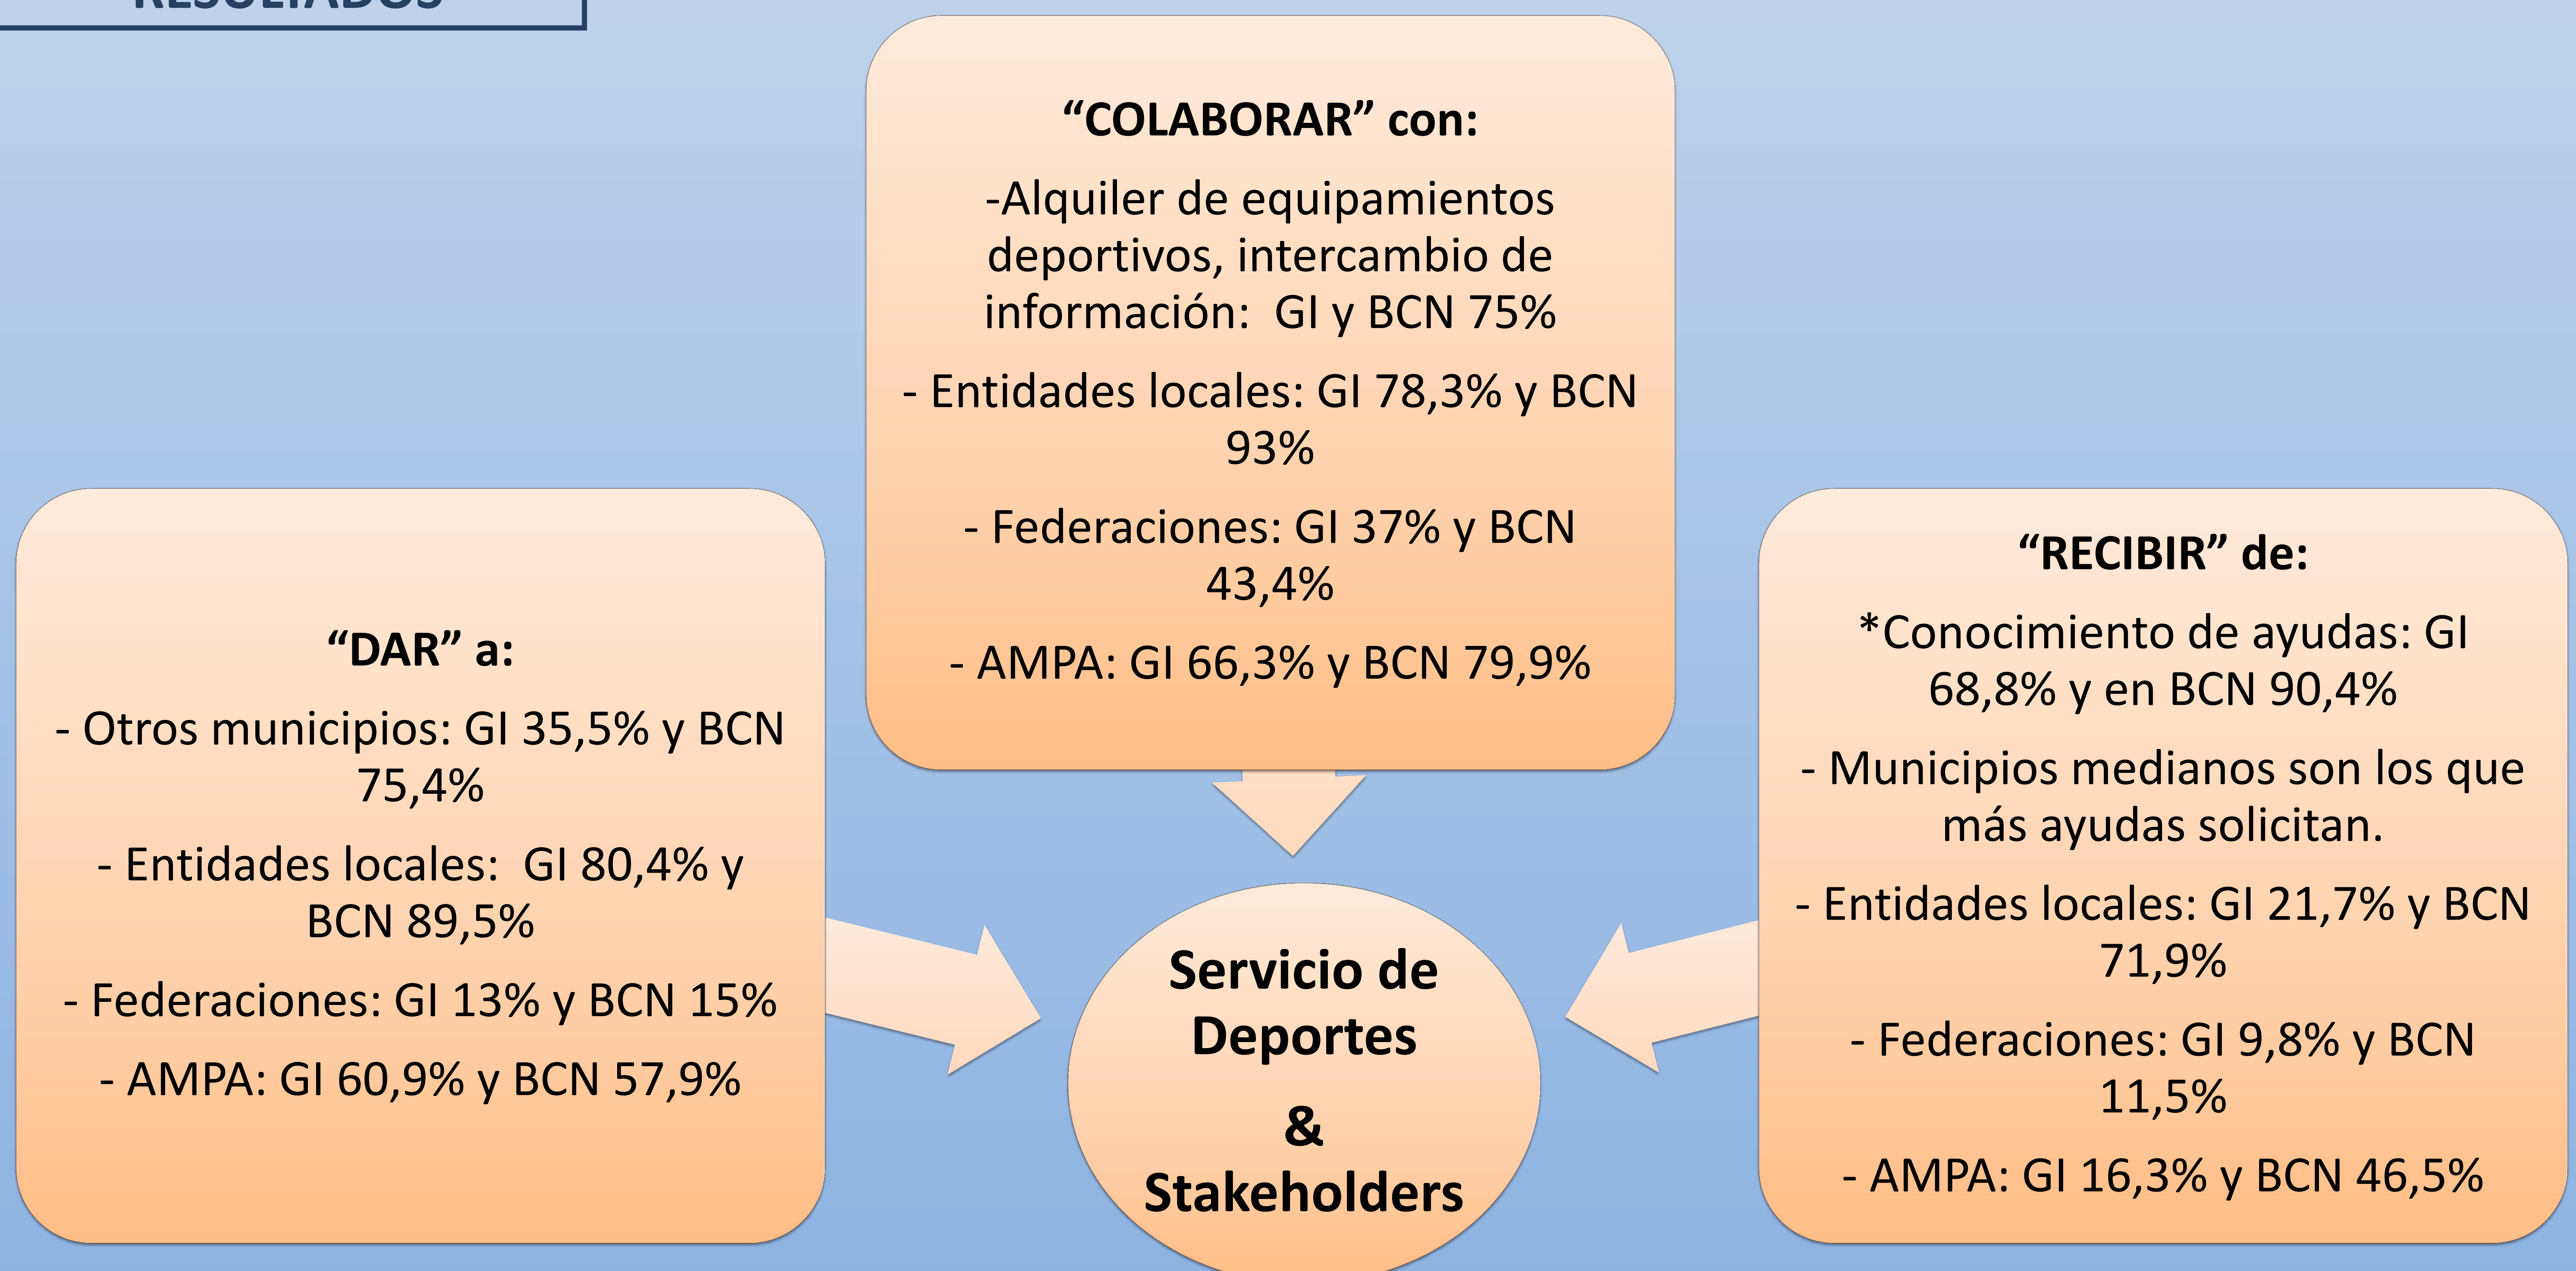 RESULTADOS
“COLABORAR” con:
-Alquiler de equipamientos
deportivos, intercambio de
información:  GI y BCN 75%
- Entidades locales: GI 78,3% y BCN
93%
- Federaciones: GI 37% y BCN
43,4%
- AMPA: GI 66,3% y BCN 79,9%
“DAR” a:
- Otros municipios: GI 35,5% y BCN
75,4%
- Entidades locales:  GI 80,4% y
BCN 89,5%
- Federaciones: GI 13% y BCN 15%
- AMPA: GI 60,9% y BCN 57,9%
“RECIBIR” de:
*Conocimiento de ayudas: GI
68,8% y en BCN 90,4%
- Municipios medianos son los que
más ayudas solicitan.
- Entidades locales: GI 21,7% y BCN
71,9%
- Federaciones: GI 9,8% y BCN
11,5%
- AMPA: GI 16,3% y BCN 46,5%
Servicio de
Deportes
&
Stakeholders